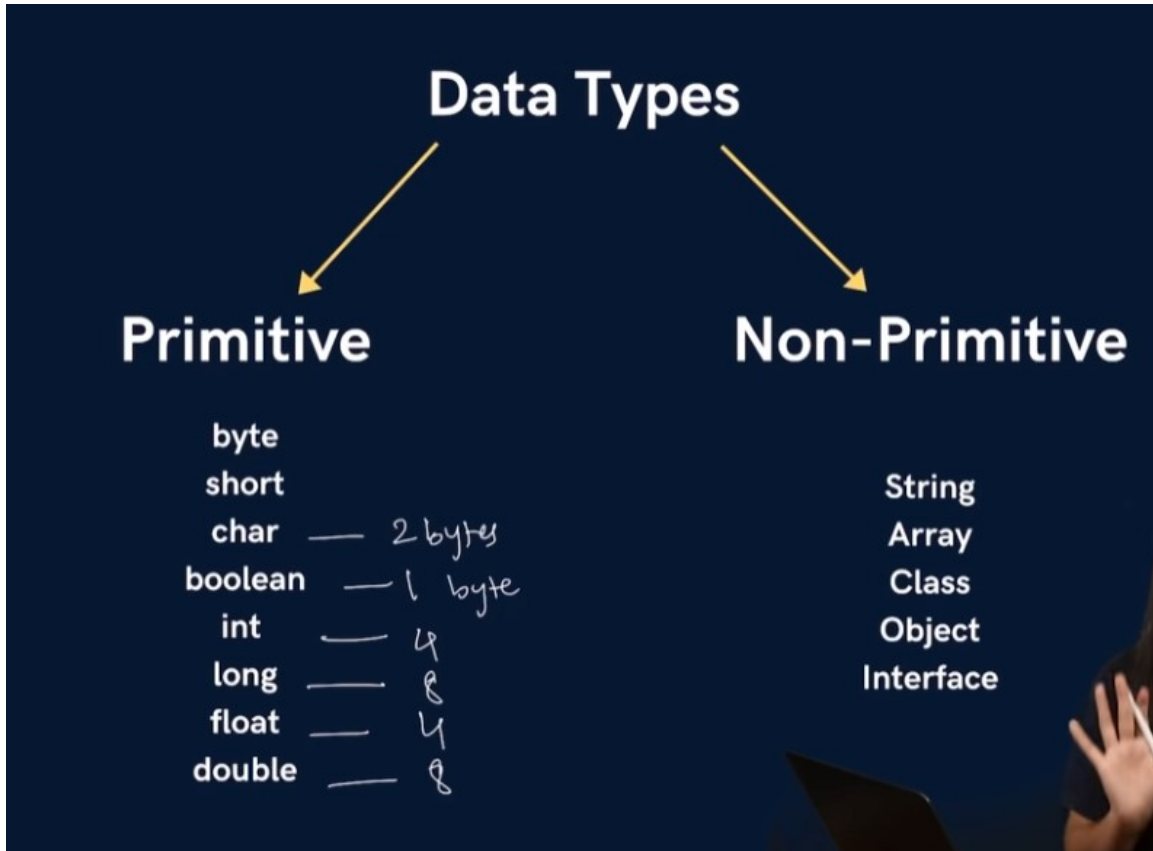 Data Types
Primitive
byte
short
char — 2 bytes
boolean — 1 byte
int — 4
long — 8
float — 4
double — 8
Non-Primitive
String
Array
Class
Object
Interface